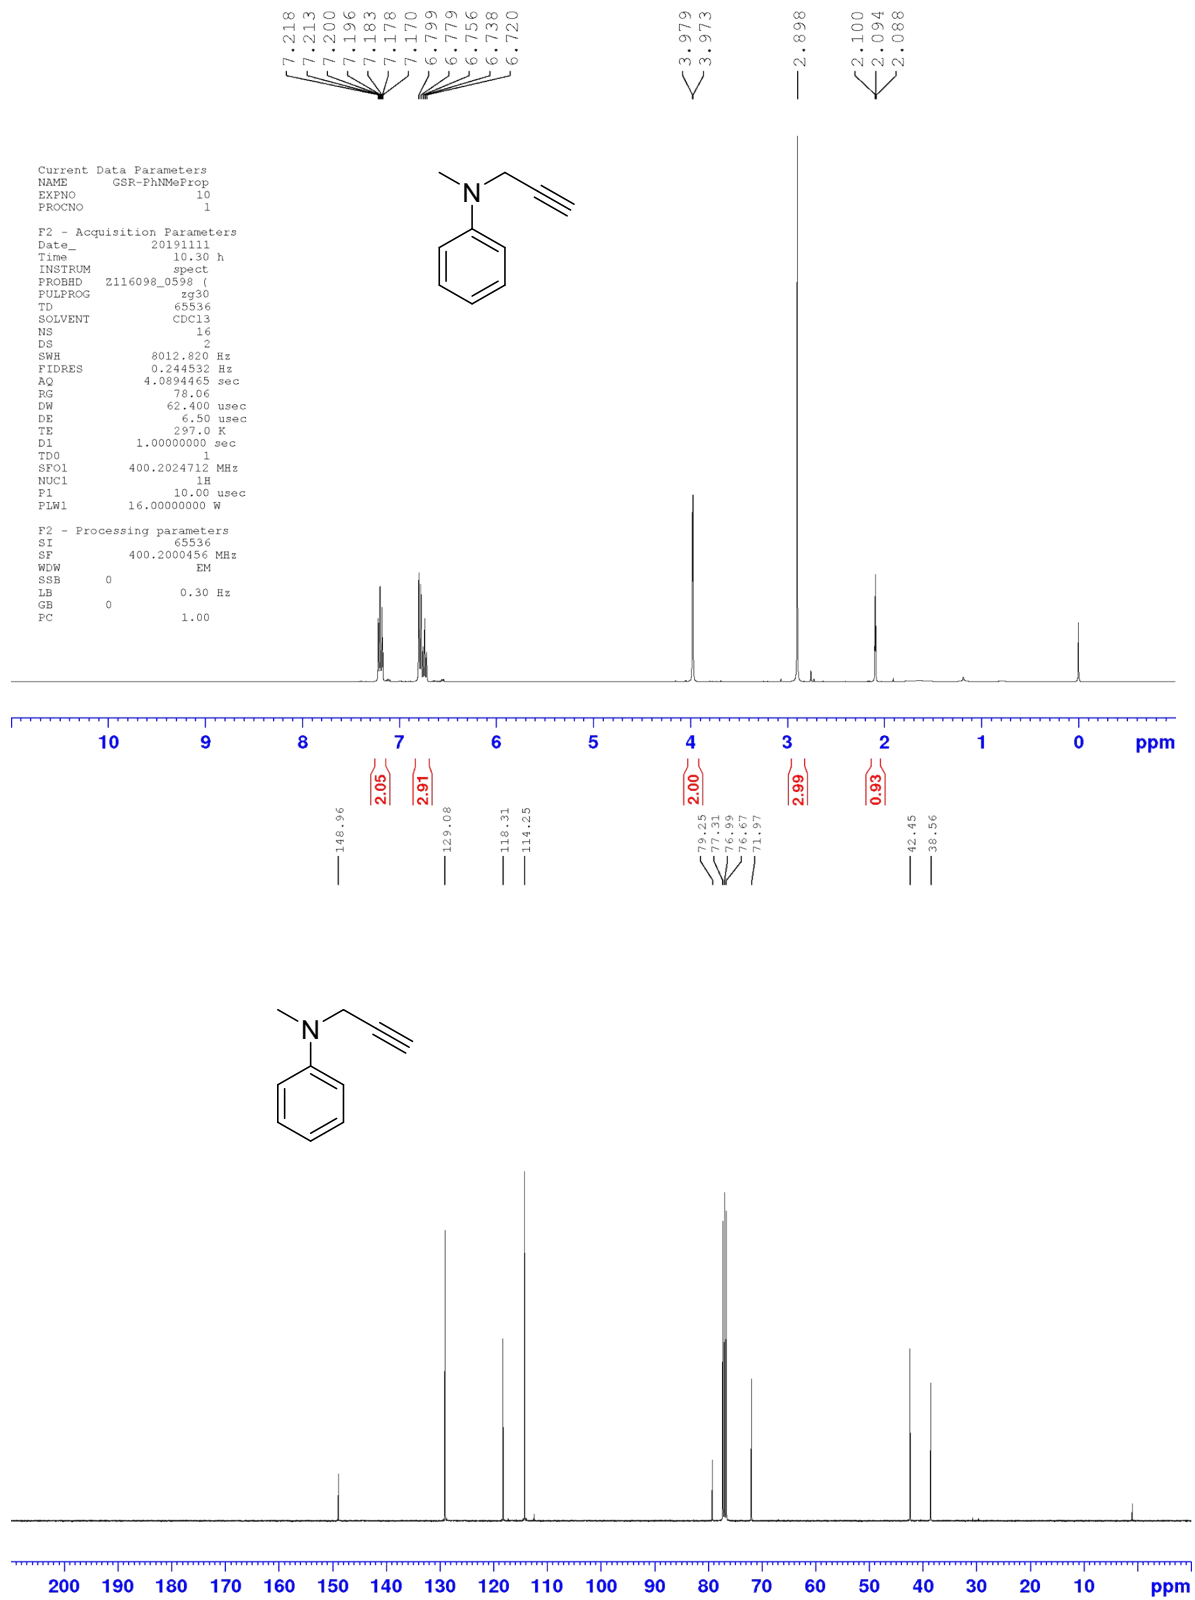 7.218
7.213
7.200
7.196
7.183
7.178
7.170
6.799
6.779
6.756
6.738
6.720
3.979
3.973
2.898
2.100
2.094
2.088
Current Data Parameters
NAME GSR-PhNMeProp
EXPNO 10
PROCNO 1
F2 - Acquisition Parameters
Date_ 20191111
Time 10.30 h
INSTRUM spect
PROBHD Z116098_0598 (
PULPROG zg30
TD 65536
SOLVENT CDCl3
NS 16
DS 2
SWH 8012.820 Hz
FIDRES 0.244532 Hz
AQ 4.0894465 sec
RG 78.06
DW 62.400 usec
DE 6.50 usec
TE 297.0 K
D1 1.00000000 sec
TD0 1
SFO1 400.2024712 MHz
NUC1 1H
P1 10.00 usec
PLW1 16.00000000 W
F2 - Processing parameters
SI 65536
SF 400.2000456 MHz
WDW EM
SSB 0
LB 0.30 Hz
GB 0
PC 1.00
N
10 9 8 7 6 5 4 3 2 1 0 ppm
2.05
2.91
2.00
2.99
0.93
148.96
129.08
118.31
114.25
79.25
77.31
76.99
76.67
71.97
42.45
38.56
N
200 190 180 170 160 150 140 130 120 110 100 90 80 70 60 50 40 30 20 10 ppm